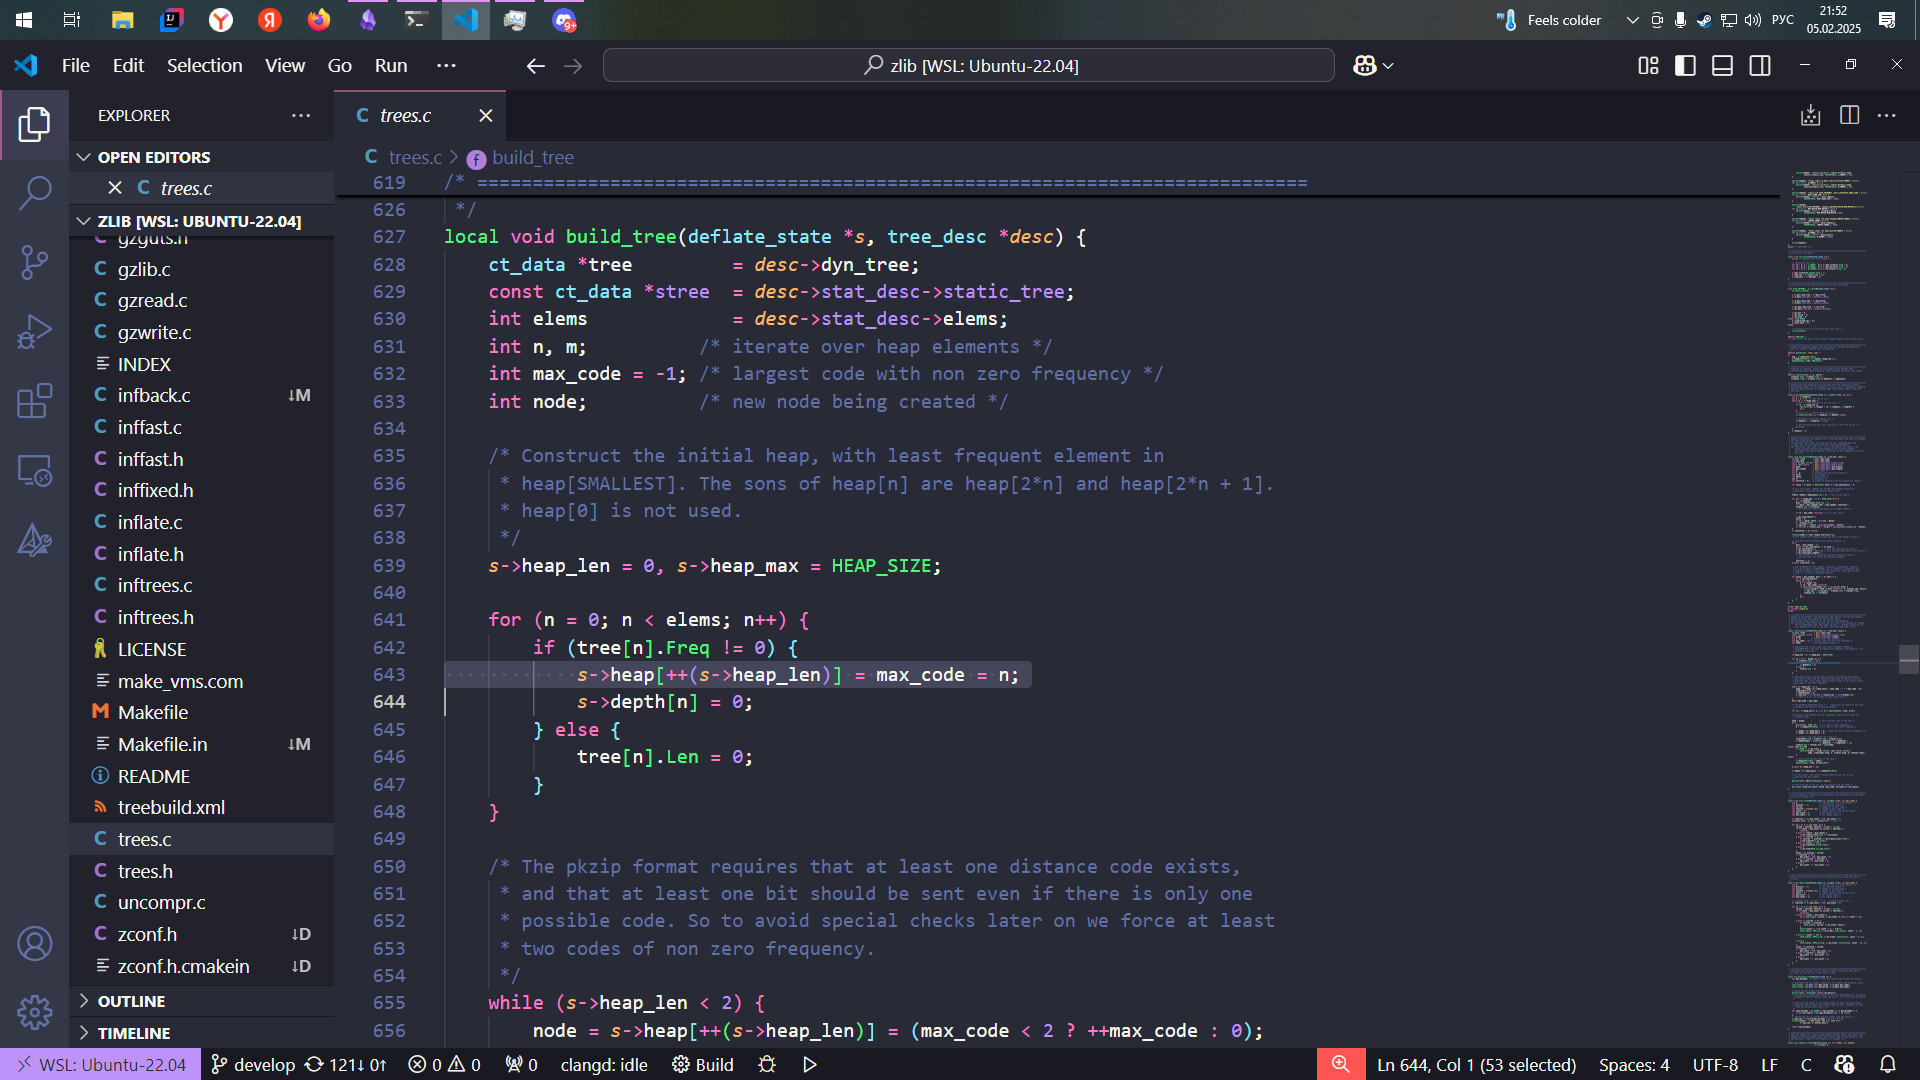 Feels colder
РУС
21:52
05.02.2025
File Edit Selection View Go Run ···
zlib [WSL: Ubuntu-22.04]
EXPLORER
OPEN EDITORS
C trees.c
ZLIB [WSL: UBUNTU-22.04]
C gzguts.h
C gzlib.c
C gzread.c
C gzwrite.c
INDEX
C infback.c ↓M
C inffast.c
C inffast.h
C inffixed.h
C inflate.c
C inflate.h
C inftrees.c
C inftrees.h
LICENSE
make_vms.com
M Makefile
Makefile.in ↓M
README
treebuild.xml
C trees.c
C trees.h
C uncompr.c
C zconf.h ↓D
zconf.h.cmakein ↓D
OUTLINE
TIMELINE
C trees.c
C trees.c > f build_tree
619 /* ===========================================================================
626  */
627 local void build_tree(deflate_state *s, tree_desc *desc) {
628     ct_data *tree         = desc->dyn_tree;
629     const ct_data *stree  = desc->stat_desc->static_tree;
630     int elems             = desc->stat_desc->elems;
631     int n, m;          /* iterate over heap elements */
632     int max_code = -1; /* largest code with non zero frequency */
633     int node;          /* new node being created */
634
635     /* Construct the initial heap, with least frequent element in
636      * heap[SMALLEST]. The sons of heap[n] are heap[2*n] and heap[2*n + 1].
637      * heap[0] is not used.
638      */
639     s->heap_len = 0, s->heap_max = HEAP_SIZE;
640
641     for (n = 0; n < elems; n++) {
642         if (tree[n].Freq != 0) {
643             s->heap[++(s->heap_len)] = max_code = n;
644             s->depth[n] = 0;
645         } else {
646             tree[n].Len = 0;
647         }
648     }
649
650     /* The pkzip format requires that at least one distance code exists,
651      * and that at least one bit should be sent even if there is only one
652      * possible code. So to avoid special checks later on we force at least
653      * two codes of non zero frequency.
654      */
655     while (s->heap_len < 2) {
656         node = s->heap[++(s->heap_len)] = (max_code < 2 ? ++max_code : 0);
WSL: Ubuntu-22.04 develop 121↓ 0↑ 0 0 0 clangd: idle Build
Ln 644, Col 1 (53 selected) Spaces: 4 UTF-8 LF C